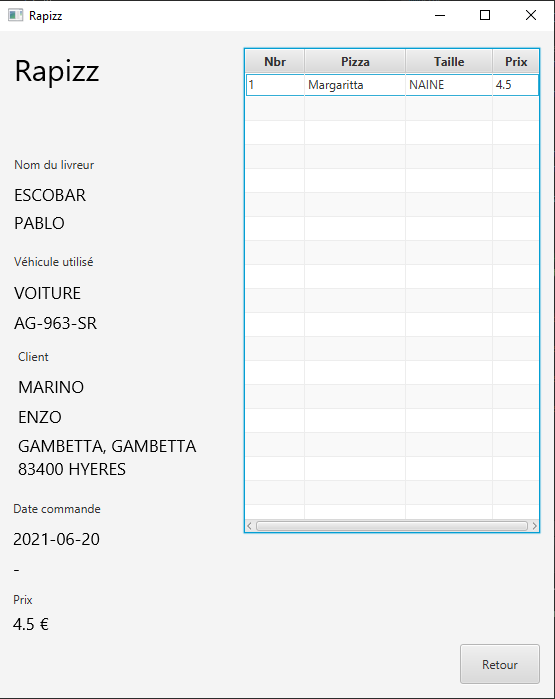 Rapizz
Rapizz
Nom du livreur
ESCOBAR
PABLO
Véhicule utilisé
VOITURE
AG-963-SR
Client
MARINO
ENZO
GAMBETTA, GAMBETTA
83400 HYERES
Date commande
2021-06-20
-
Prix
4.5 €
Nbr Pizza Taille Prix
1 Margaritta NAINE 4.5
Retour